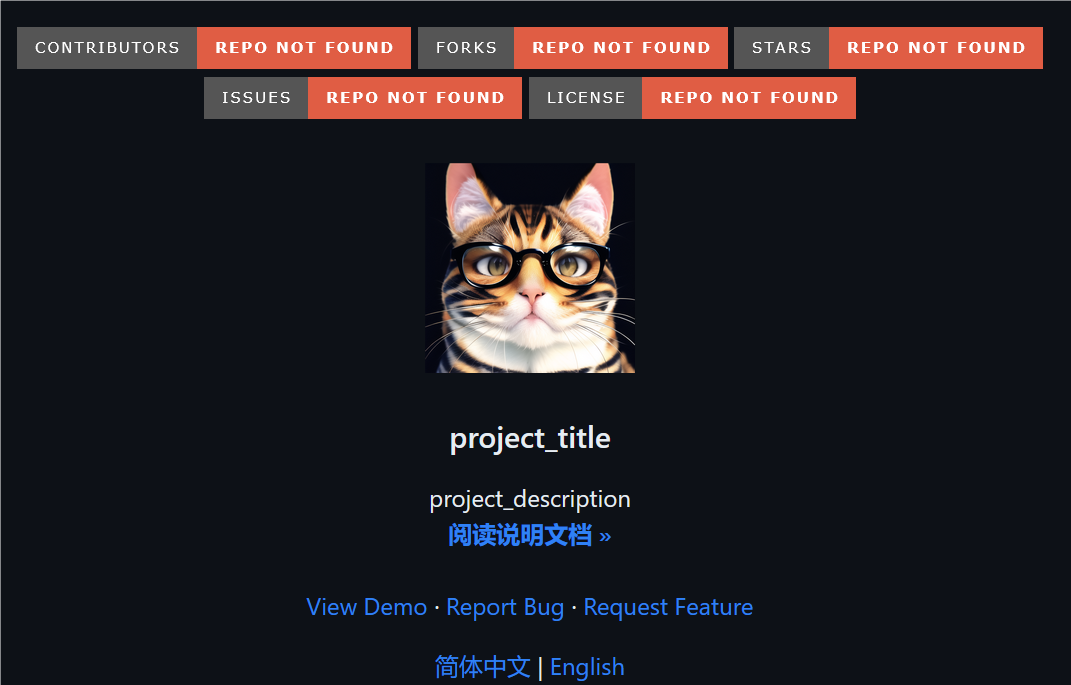 CONTRIBUTORS REPO NOT FOUND FORKS REPO NOT FOUND STARS REPO NOT FOUND
ISSUES REPO NOT FOUND LICENSE REPO NOT FOUND
project_title
project_description
阅读说明文档 »
View Demo · Report Bug · Request Feature
简体中文 | English